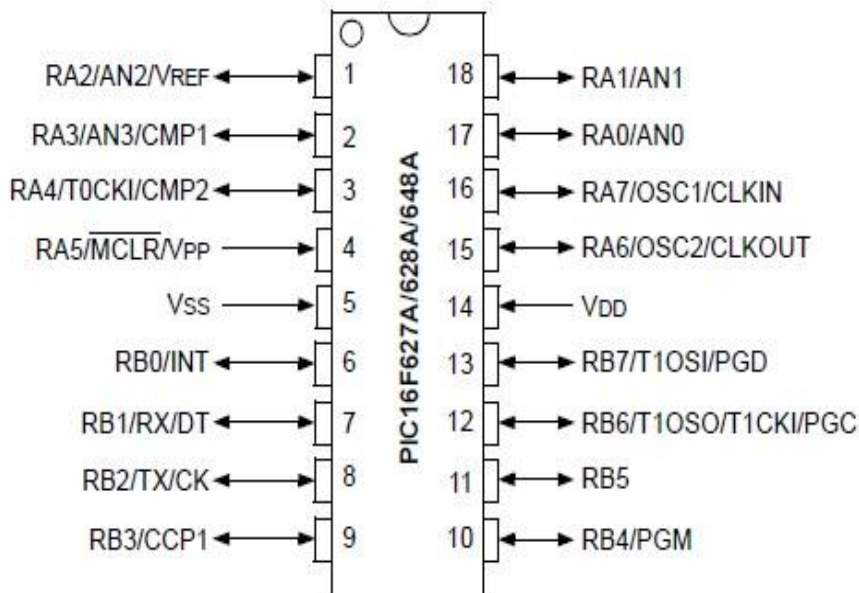 RA2/AN2/VREF 1 18 RA1/AN1
RA3/AN3/CMP1 2 17 RA0/AN0
RA4/T0CKI/CMP2 3 16 RA7/OSC1/CLKIN
RA5/MCLR/VPP 4 15 RA6/OSC2/CLKOUT
VSS 5 14 VDD
RB0/INT 6 13 RB7/T1OSI/PGD
RB1/RX/DT 7 12 RB6/T1OSO/T1CKI/PGC
RB2/TX/CK 8 11 RB5
RB3/CCP1 9 10 RB4/PGM
PIC16F627A/628A/648A